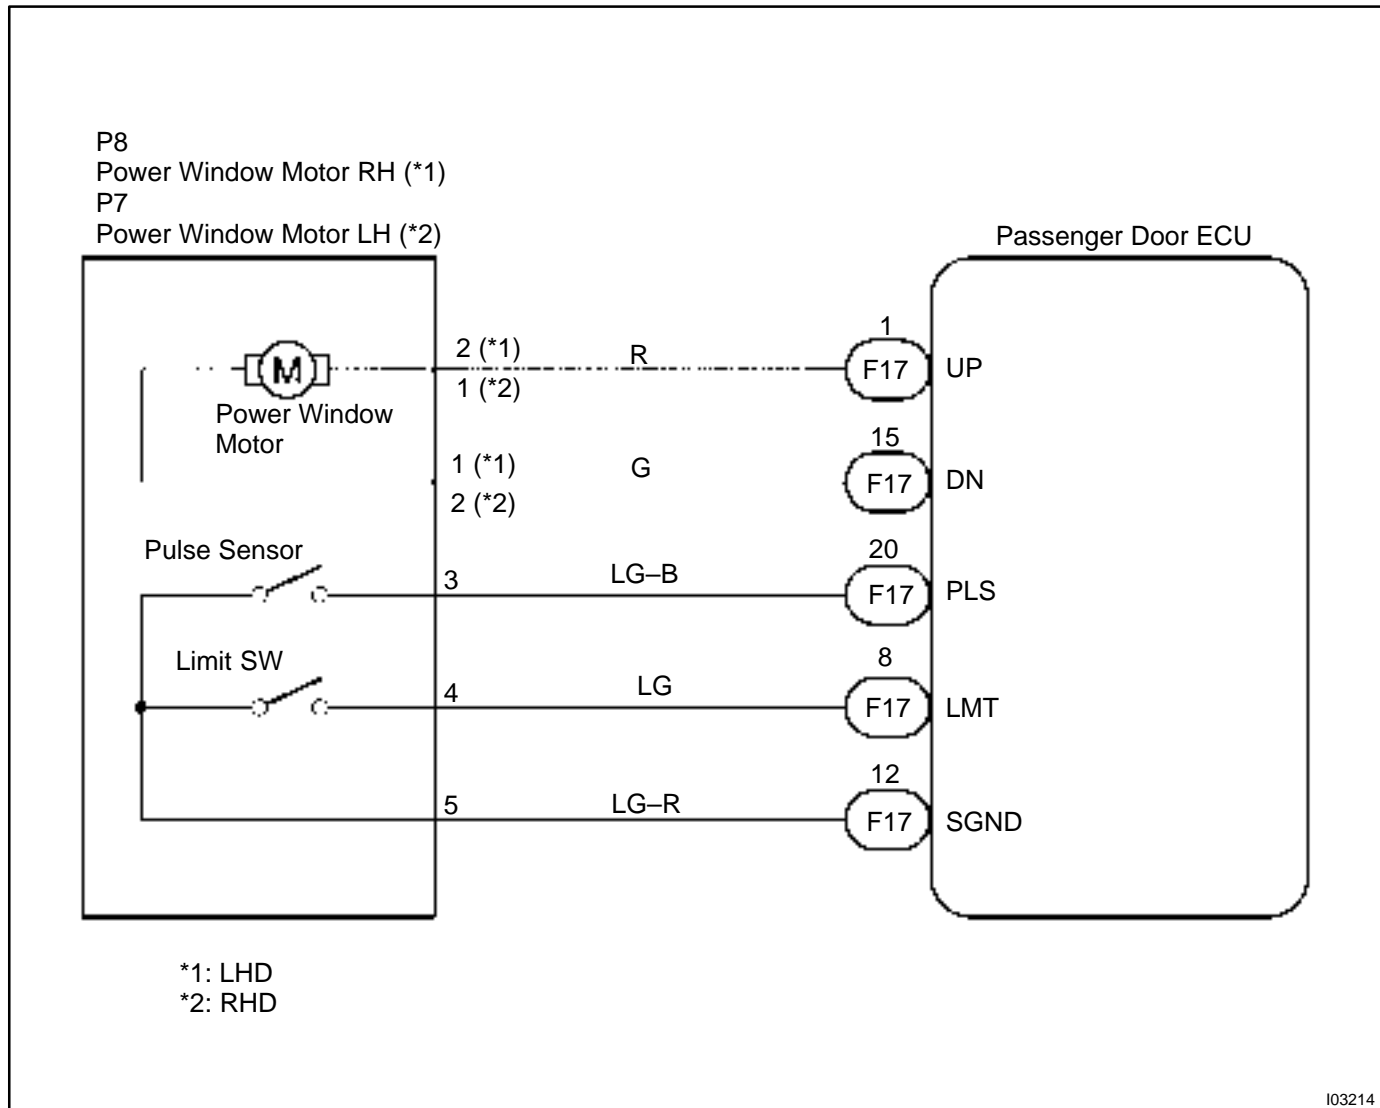 P8
Power Window Motor RH (*1)
P7
Power Window Motor LH (*2)
Passenger Door ECU
M
Power Window
Motor
2 (*1)
1 (*2)
R
1
F17
UP
1 (*1)
2 (*2)
G
15
F17
DN
Pulse Sensor
3
LG–B
20
F17
PLS
Limit SW
4
LG
8
F17
LMT
5
LG–R
12
F17
SGND
*1: LHD
*2: RHD
I03214